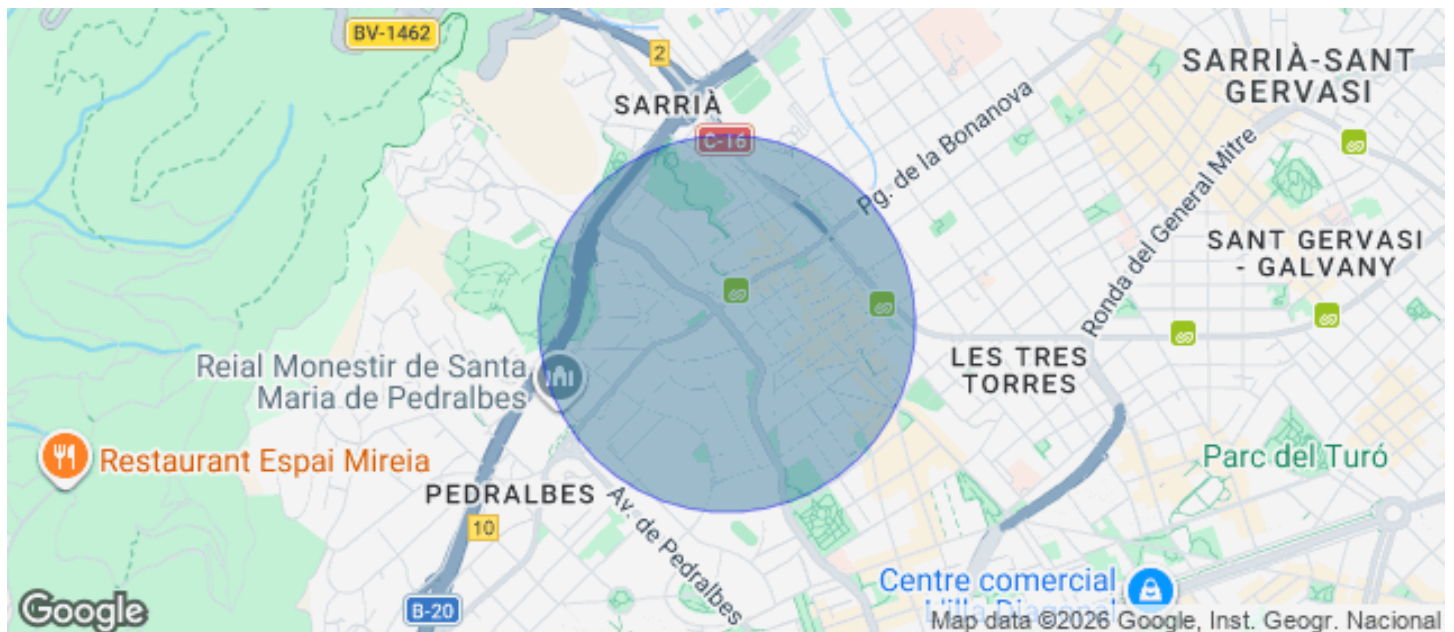 BV-1462
2
SARRIÀ
SARRIÀ-SANT
GERVASI
C-16
Pg. de la Bonanova
Ronda del General Mitre
SANT GERVASI
- GALVANY
Reial Monestir de Santa
Maria de Pedralbes
LES TRES
TORRES
Restaurant Espai Mireia
Parc del Turó
PEDRALBES
10
Av. de Pedralbes
Centre comercial
L'illa Diagonal
B-20
Google
Map data ©2026 Google, Inst. Geogr. Nacional